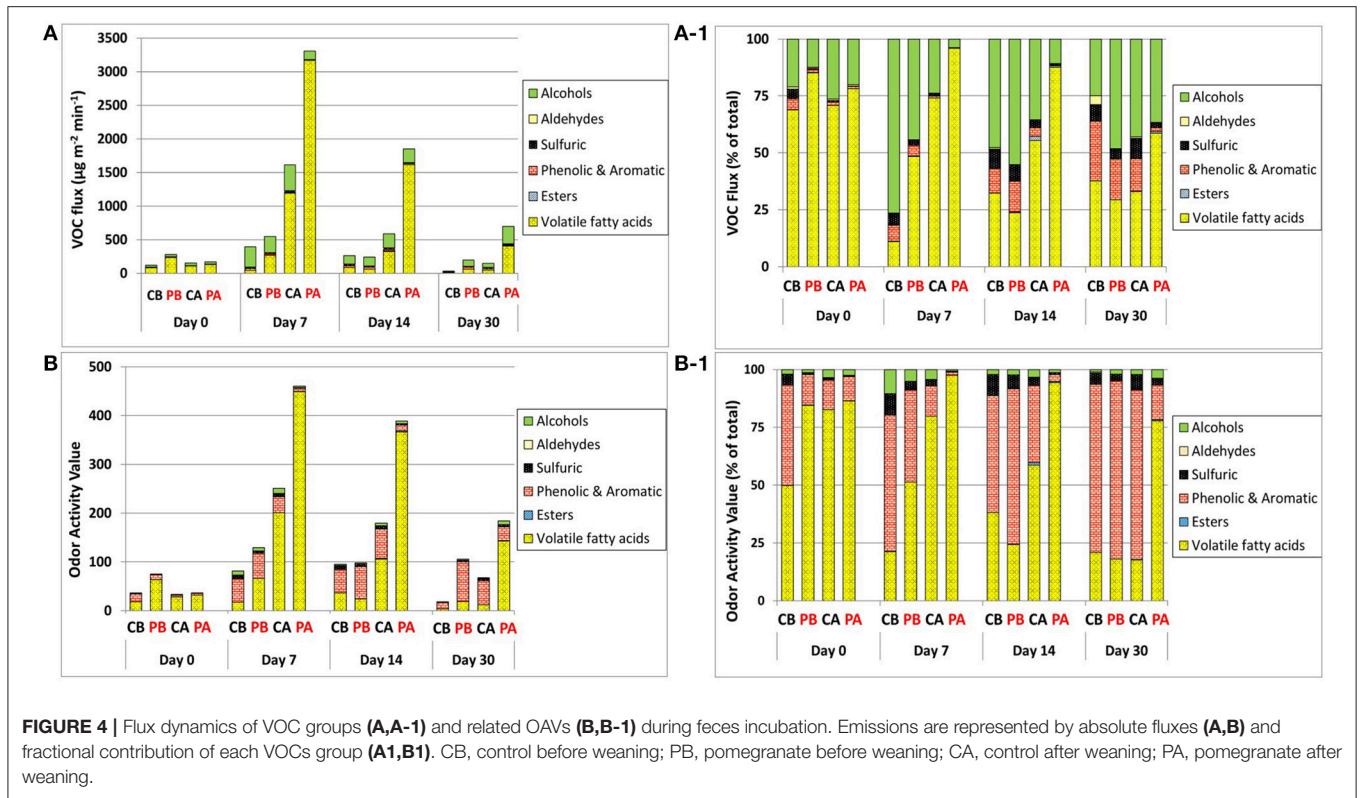 A
VOC flux (µg m-2 min-1)
3500
3000
2500
2000
1500
1000
500
0
CB PB CA PA CB PB CA PA CB PB CA PA CB PB CA PA
Day 0 Day 7 Day 14 Day 30
Alcohols
Aldehydes
Sulfuric
Phenolic & Aromatic
Esters
Volatile fatty acids
A-1
VOC Flux (% of total)
100
75
50
25
0
CB PB CA PA CB PB CA PA CB PB CA PA CB PB CA PA
Day 0 Day 7 Day 14 Day 30
Alcohols
Aldehydes
Sulfuric
Phenolic & Aromatic
Esters
Volatile fatty acids
B
Odor Activity Value
500
400
300
200
100
0
CB PB CA PA CB PB CA PA CB PB CA PA CB PB CA PA
Day 0 Day 7 Day 14 Day 30
Alcohols
Aldehydes
Sulfuric
Phenolic & Aromatic
Esters
Volatile fatty acids
B-1
Odor Activity Value (% of total)
100
75
50
25
0
CB PB CA PA CB PB CA PA CB PB CA PA CB PB CA PA
Day 0 Day 7 Day 14 Day 30
Alcohols
Aldehydes
Sulfuric
Phenolic & Aromatic
Esters
Volatile fatty acids
FIGURE 4 | Flux dynamics of VOC groups (A,A-1) and related OAVs (B,B-1) during feces incubation. Emissions are represented by absolute fluxes (A,B) and
fractional contribution of each VOCs group (A1,B1). CB, control before weaning; PB, pomegranate before weaning; CA, control after weaning; PA, pomegranate after
weaning.